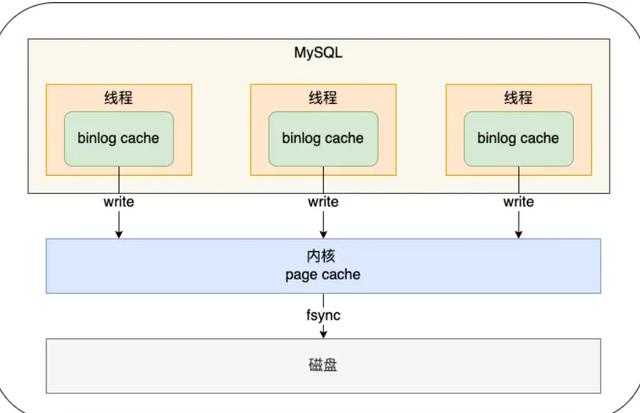 MySQL
线程
线程
线程
binlog cache
binlog cache
binlog cache
write
write
write
内核
page cache
fsync
磁盘